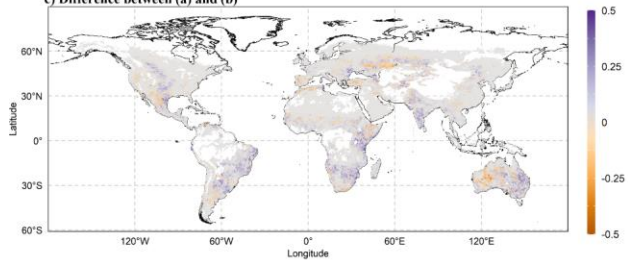 c) Difference between (a) and (b)
0.5
0.25
0
0.25
-0.5
60°N
30°N
0°
30°S
60°S
Latitude
120°W
60°W
0°
60°E
120°E
Longitude